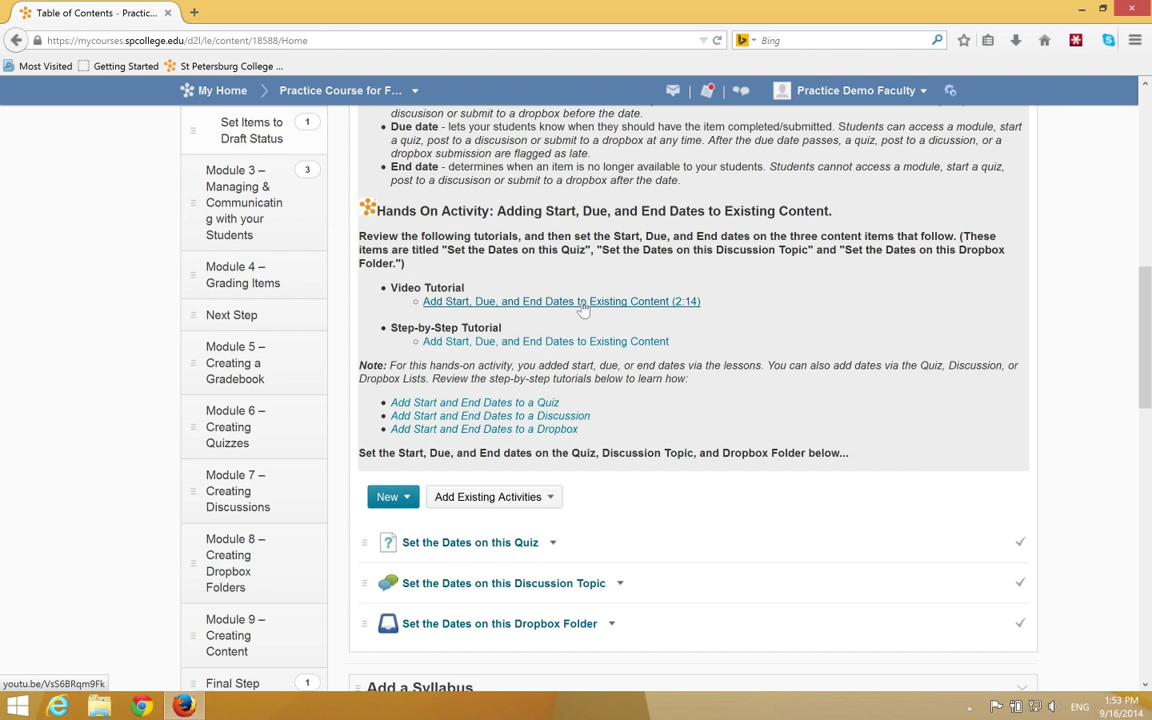 Table of Contents - Practic...
https://mycourses.spcollege.edu/d2l/le/content/18588/Home
Bing
Most Visited
Getting Started
St Petersburg College ...
My Home
Practice Course for F...
Practice Demo Faculty
discusison or submit to a dropbox before the date.
Due date - lets your students know when they should have the item completed/submitted. Students can access a module, start
a quiz, post to a discusison or submit to a dropbox at any time. After the due date passes, a quiz, post to a dicussion, or a
dropbox submission are flagged as late.
End date - determines when an item is no longer available to your students. Students cannot access a module, start a quiz,
post to a discusison or submit to a dropbox after the date.
Set Items to
Draft Status
1
Module 3 –
Managing &
Communicatin
g with your
Students
3
Module 4 –
Grading Items
Next Step
Module 5 –
Creating a
Gradebook
Module 6 –
Creating
Quizzes
Module 7 –
Creating
Discussions
Module 8 –
Creating
Dropbox
Folders
Module 9 –
Creating
Content
Final Step
1
Hands On Activity: Adding Start, Due, and End Dates to Existing Content.
Review the following tutorials, and then set the Start, Due, and End dates on the three content items that follow. (These
items are titled "Set the Dates on this Quiz", "Set the Dates on this Discussion Topic" and "Set the Dates on this Dropbox
Folder.")
Video Tutorial
Add Start, Due, and End Dates to Existing Content (2:14)
Step-by-Step Tutorial
Add Start, Due, and End Dates to Existing Content
Note: For this hands-on activity, you added start, due, or end dates via the lessons. You can also add dates via the Quiz, Discussion, or
Dropbox Lists. Review the step-by-step tutorials below to learn how:
Add Start and End Dates to a Quiz
Add Start and End Dates to a Discussion
Add Start and End Dates to a Dropbox
Set the Start, Due, and End dates on the Quiz, Discussion Topic, and Dropbox Folder below...
New
Add Existing Activities
Set the Dates on this Quiz
Set the Dates on this Discussion Topic
Set the Dates on this Dropbox Folder
Add a Syllabus
youtu.be/VsS6BRqm9Fk
ENG
1:53 PM
9/16/2014